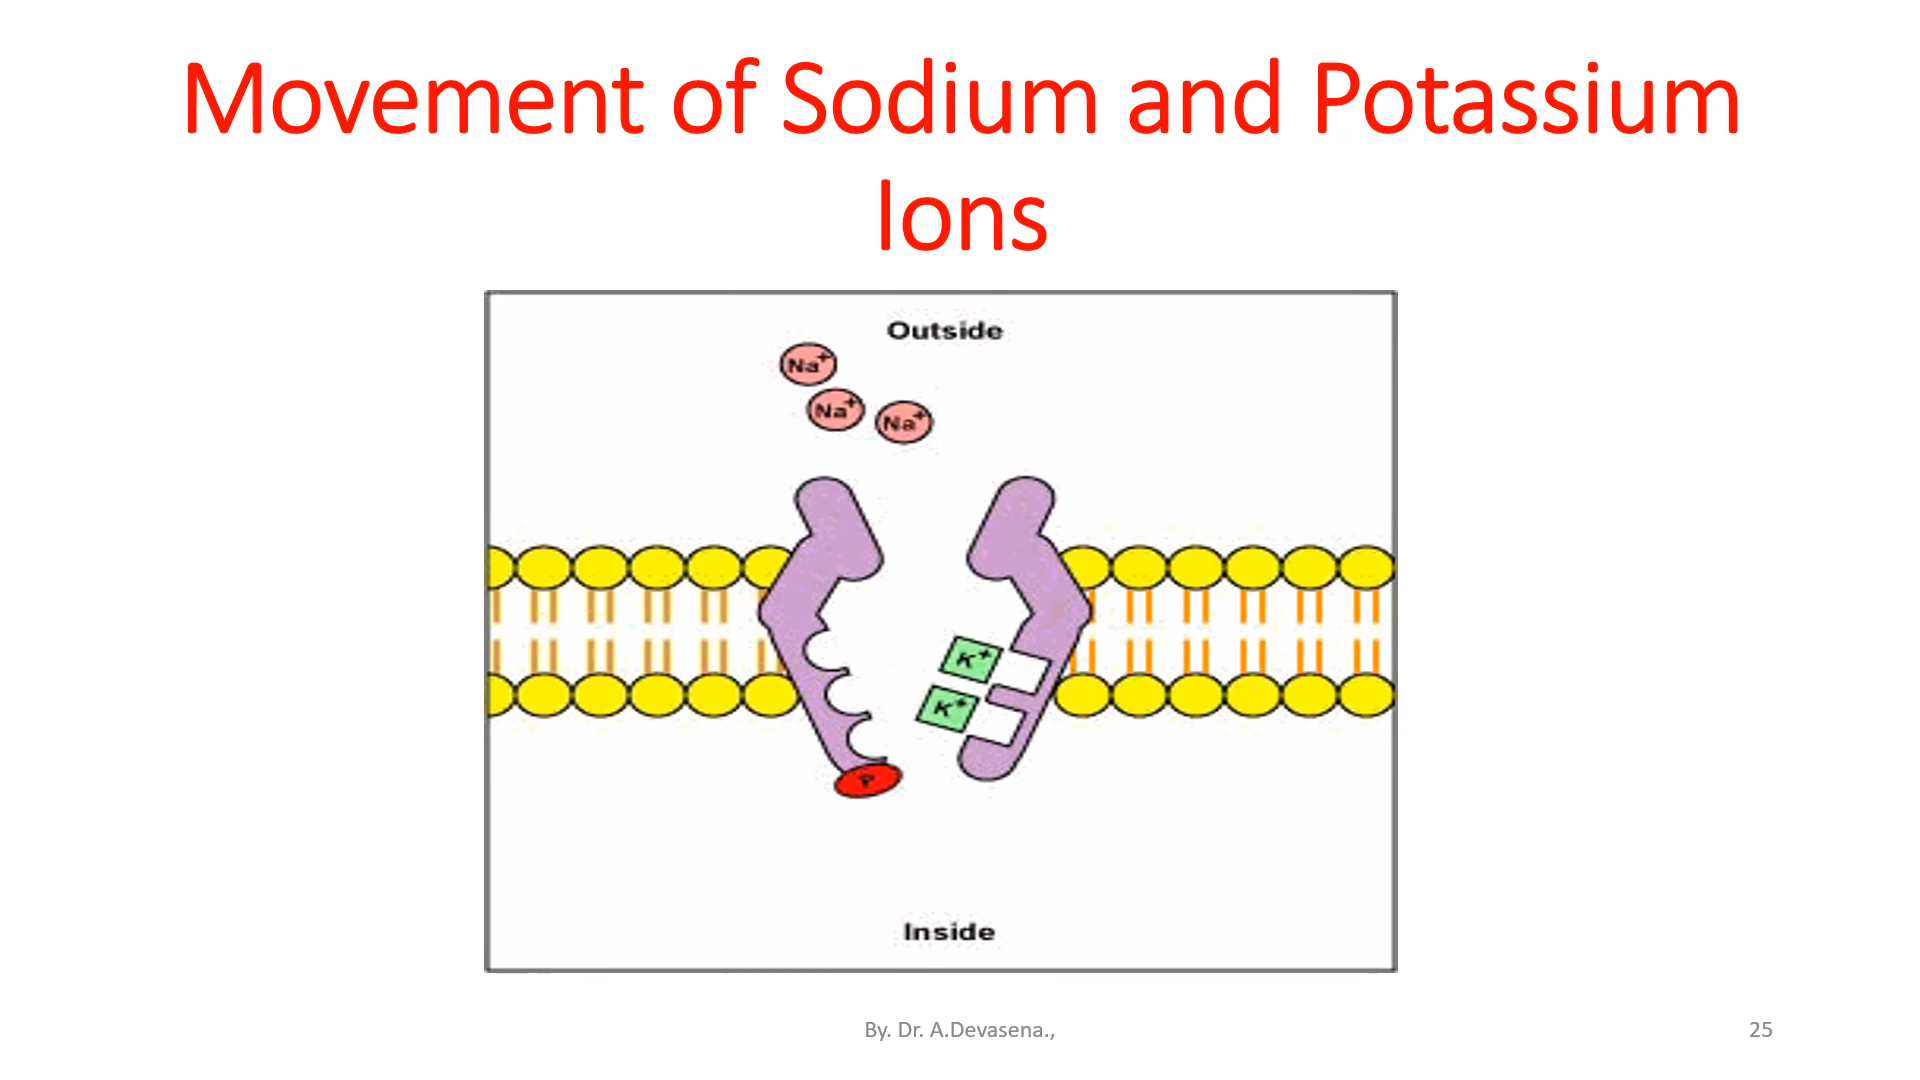 Movement of Sodium and Potassium
Ions
Outside
Na+
Na+
Na+
K+
K+
P
Inside
By. Dr. A.Devasena.,
25